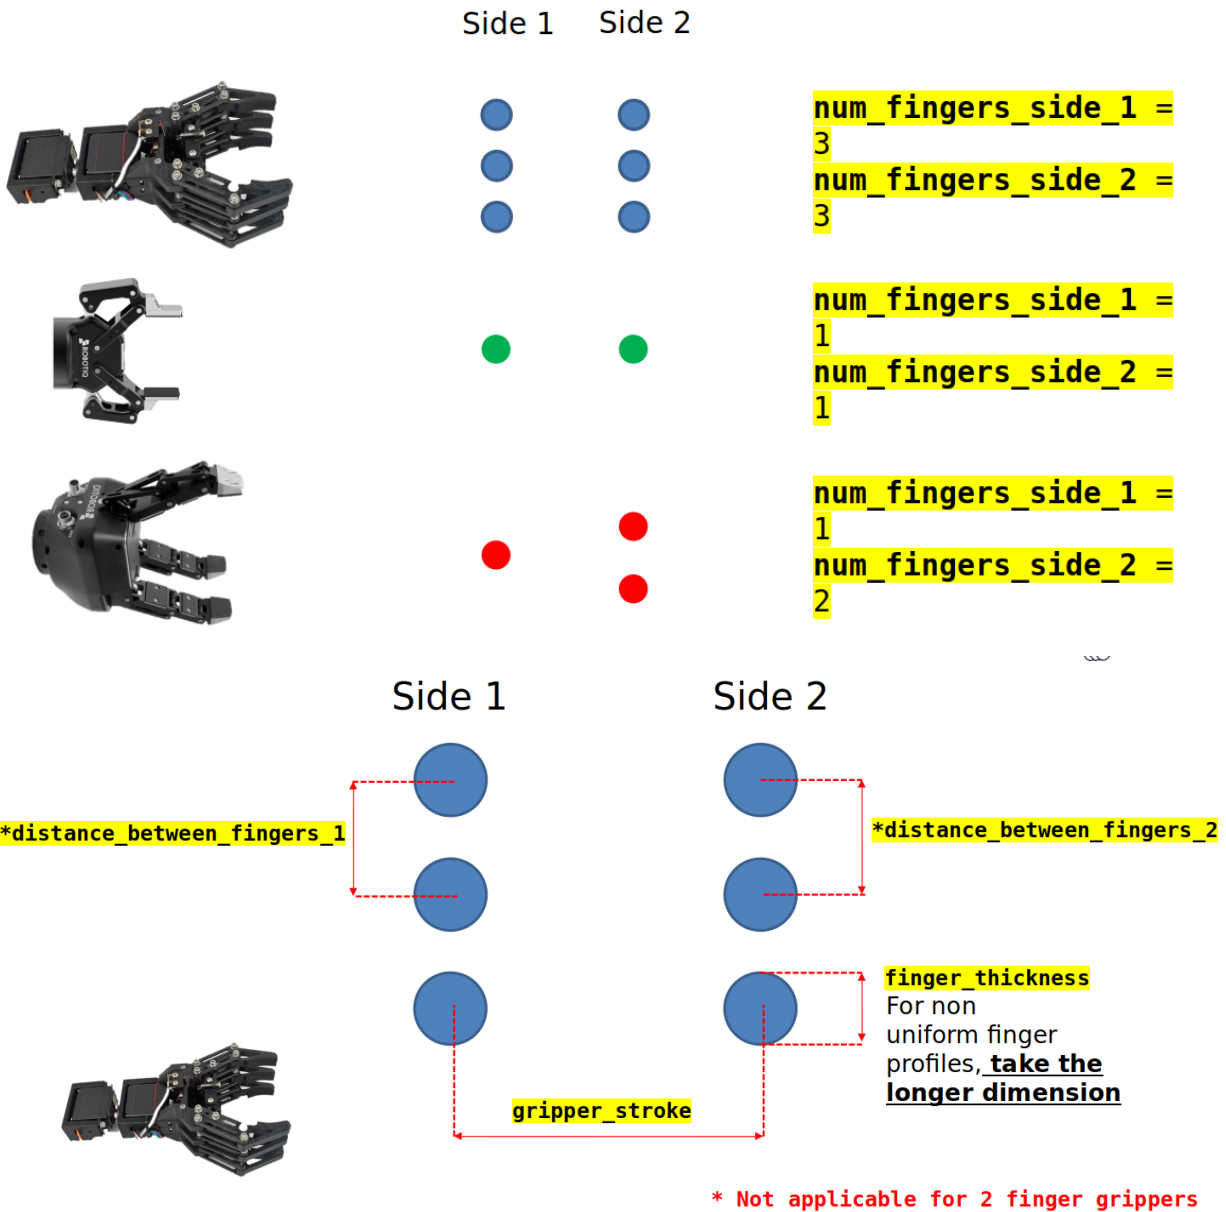 Side 1 Side 2
num_fingers_side_1 =
3
num_fingers_side_2 =
3
ROBOTIQ
num_fingers_side_1 =
1
num_fingers_side_2 =
1
ROBOTIQ
num_fingers_side_1 =
1
num_fingers_side_2 =
2
Side 1 Side 2
*distance_between_fingers_1
*distance_between_fingers_2
finger_thickness
For non
uniform finger
profiles, take the
longer dimension
gripper_stroke
* Not applicable for 2 finger grippers